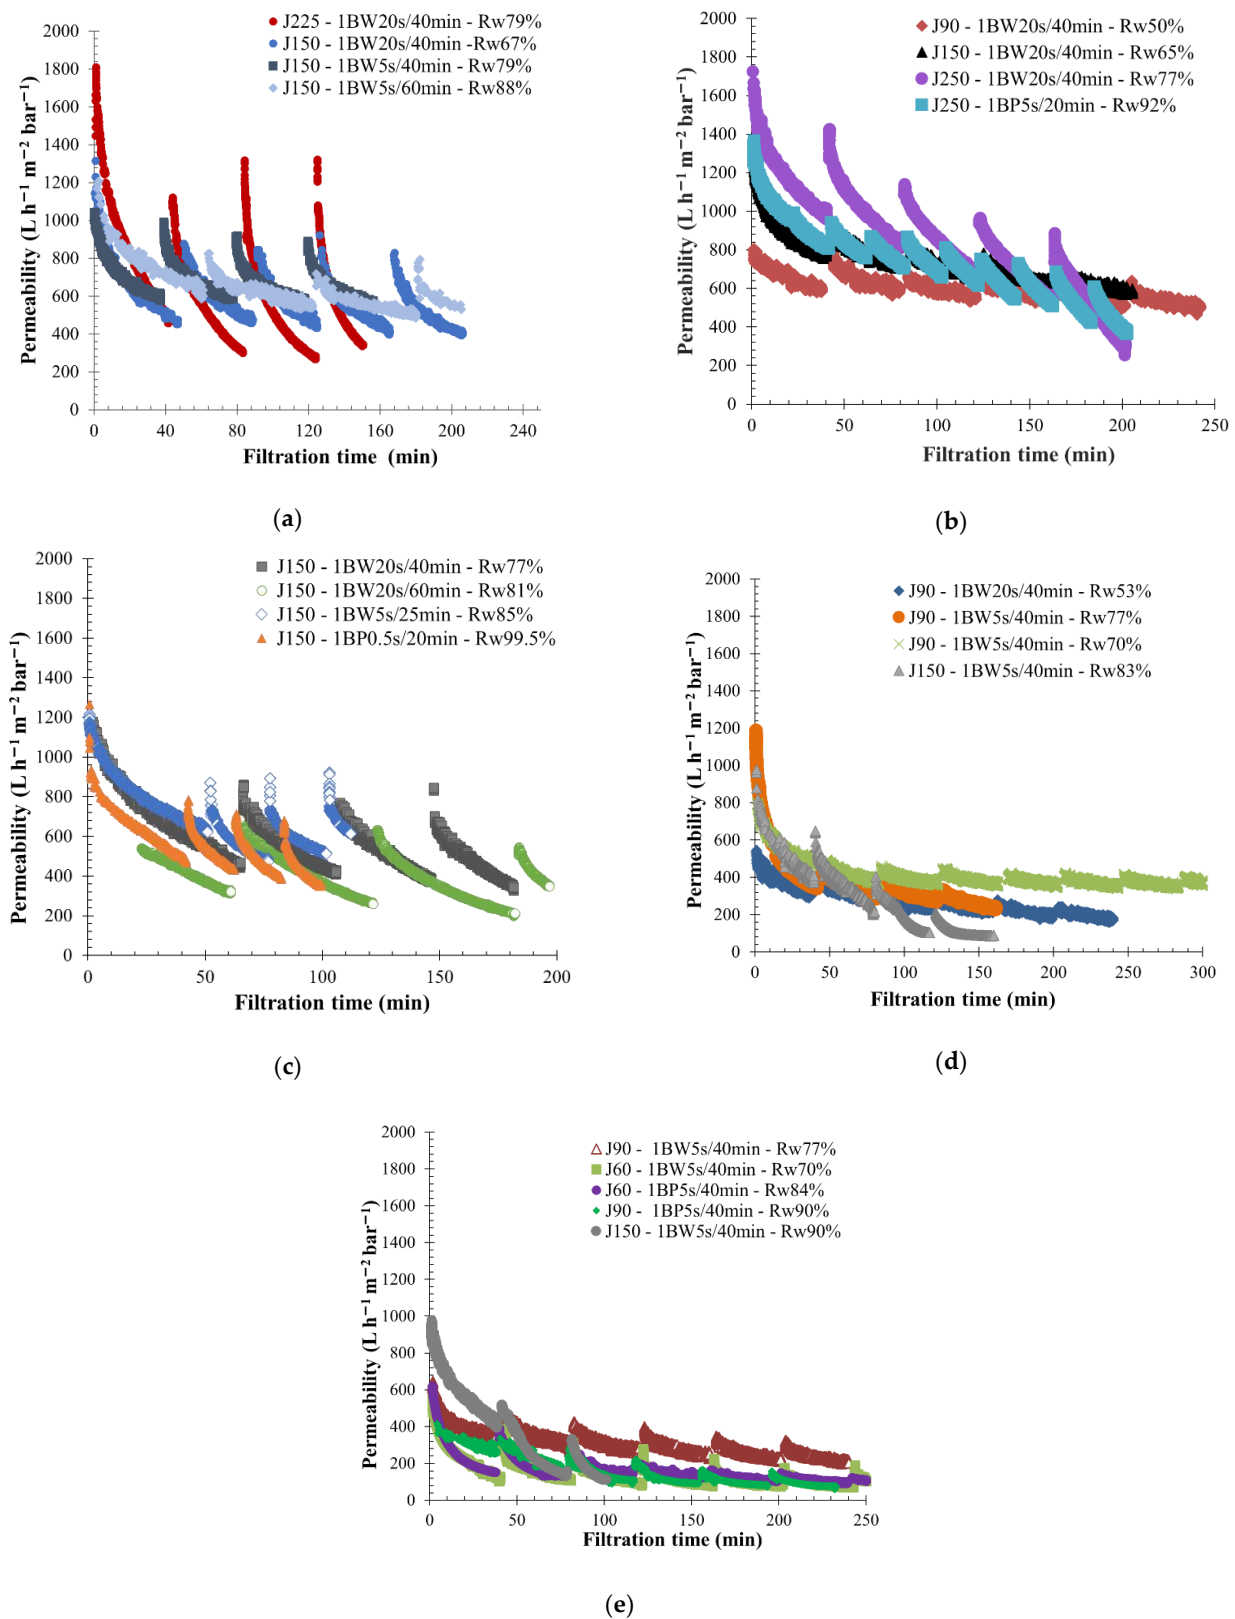 J225 - 1BW20s/40min - Rw79%
J150 - 1BW20s/40min -Rw67%
J150 - 1BW5s/40min - Rw79%
J150 - 1BW5s/60min - Rw88%
Permeability (L h⁻¹ m⁻² bar⁻¹)
2000
1800
1600
1400
1200
1000
800
600
400
200
0
0 40 80 120 160 200 240
Filtration time (min)
(a)
J90 - 1BW20s/40min - Rw50%
J150 - 1BW20s/40min - Rw65%
J250 - 1BW20s/40min - Rw77%
J250 - 1BP5s/20min - Rw92%
Permeability (L h⁻¹ m⁻² bar⁻¹)
2000
1800
1600
1400
1200
1000
800
600
400
200
0
0 50 100 150 200 250
Filtration time (min)
(b)
J150 - 1BW20s/40min - Rw77%
J150 - 1BW20s/60min - Rw81%
J150 - 1BW5s/25min - Rw85%
J150 - 1BP0.5s/20min - Rw99.5%
Permeability (L h⁻¹ m⁻² bar⁻¹)
2000
1800
1600
1400
1200
1000
800
600
400
200
0
0 50 100 150 200
Filtration time (min)
(c)
J90 - 1BW20s/40min - Rw53%
J90 - 1BW5s/40min - Rw77%
J90 - 1BW5s/40min - Rw70%
J150 - 1BW5s/40min - Rw83%
Permeability (L h⁻¹ m⁻² bar⁻¹)
2000
1800
1600
1400
1200
1000
800
600
400
200
0
0 50 100 150 200 250 300
Filtration time (min)
(d)
J90 - 1BW5s/40min - Rw77%
J60 - 1BW5s/40min - Rw70%
J60 - 1BP5s/40min - Rw84%
J90 - 1BP5s/40min - Rw90%
J150 - 1BW5s/40min - Rw90%
Permeability (L h⁻¹ m⁻² bar⁻¹)
2000
1800
1600
1400
1200
1000
800
600
400
200
0
0 50 100 150 200 250
Filtration time (min)
(e)